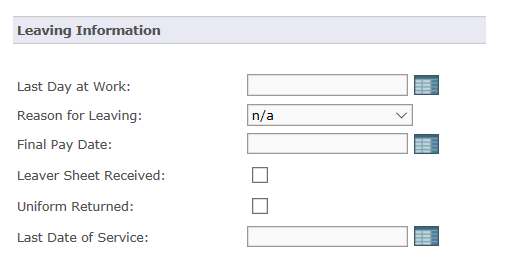 Leaving Information
Last Day at Work:
Reason for Leaving: n/a
Final Pay Date:
Leaver Sheet Received:
Uniform Returned:
Last Date of Service: